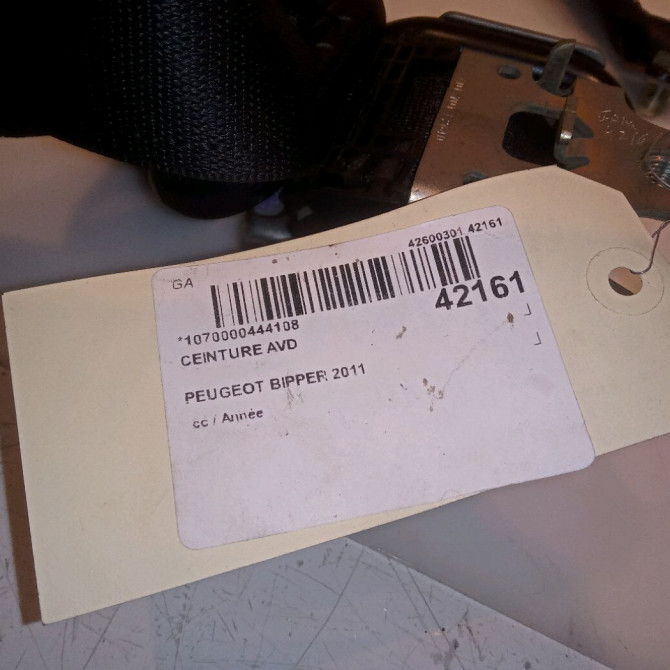 42600301 42161
GA
42161
*1070000444108
CEINTURE AVD
PEUGEOT BIPPER 2011
cc / Année